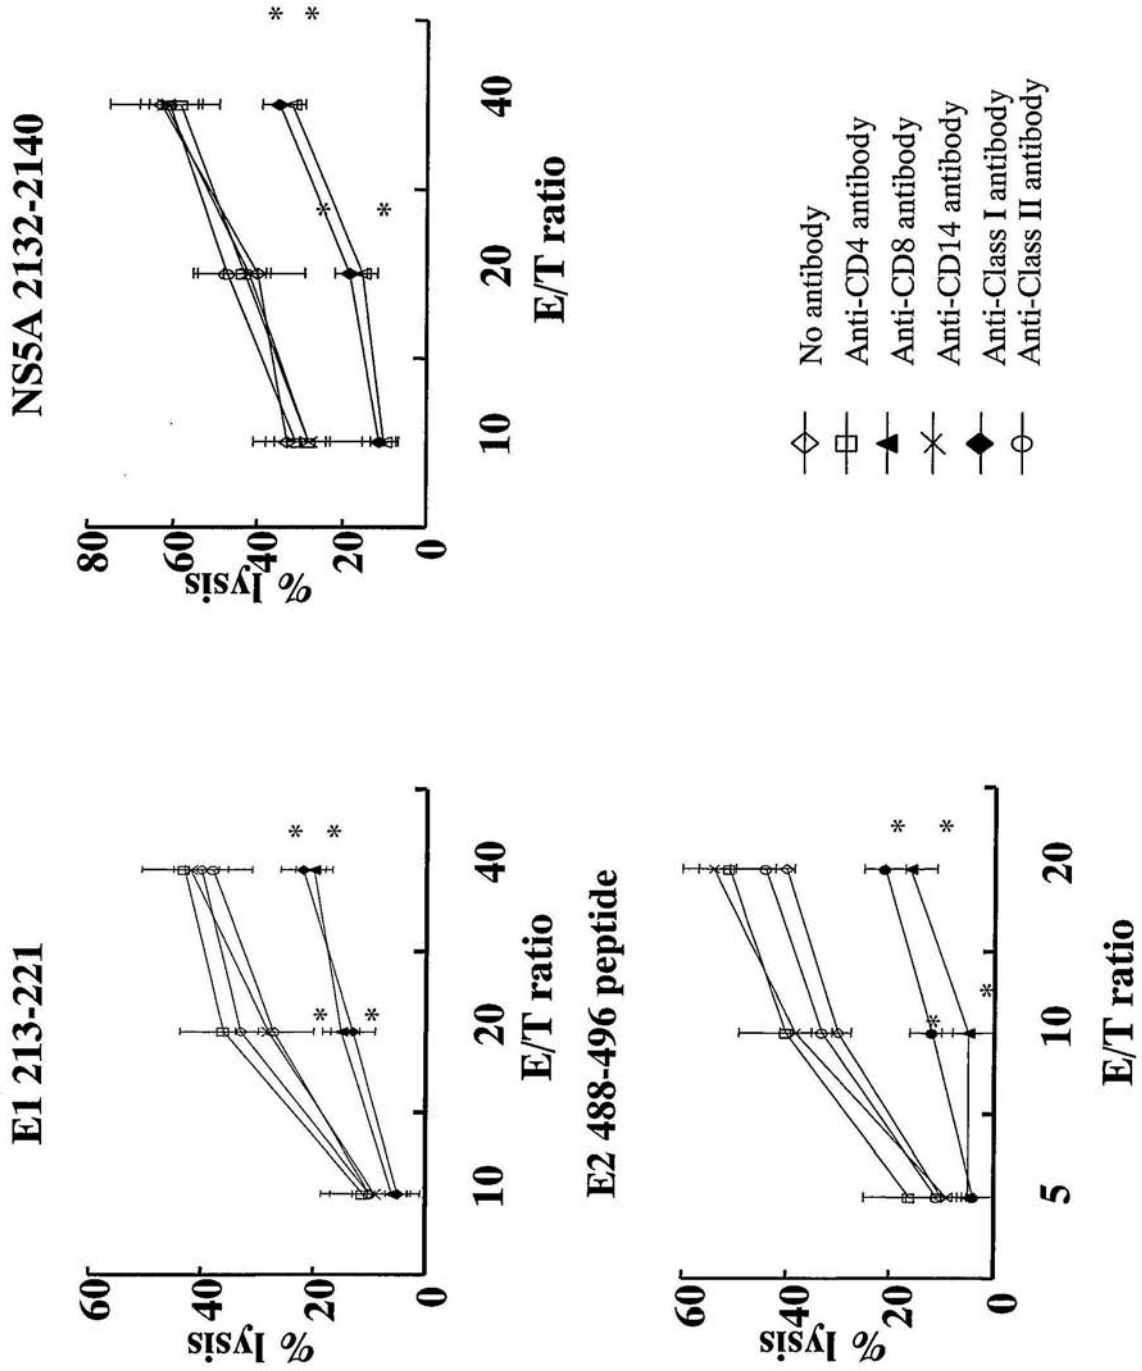 E1 213-221
% lysis
60
40
20
0
10
20
40
E/T ratio
*
*
*
*
NS5A 2132-2140
% lysis
80
60
40
20
0
10
20
40
E/T ratio
*
*
*
*
E2 488-496 peptide
% lysis
60
40
20
0
5
10
20
E/T ratio
*
*
*
*
No antibody
Anti-CD4 antibody
Anti-CD8 antibody
Anti-CD14 antibody
Anti-Class I antibody
Anti-Class II antibody